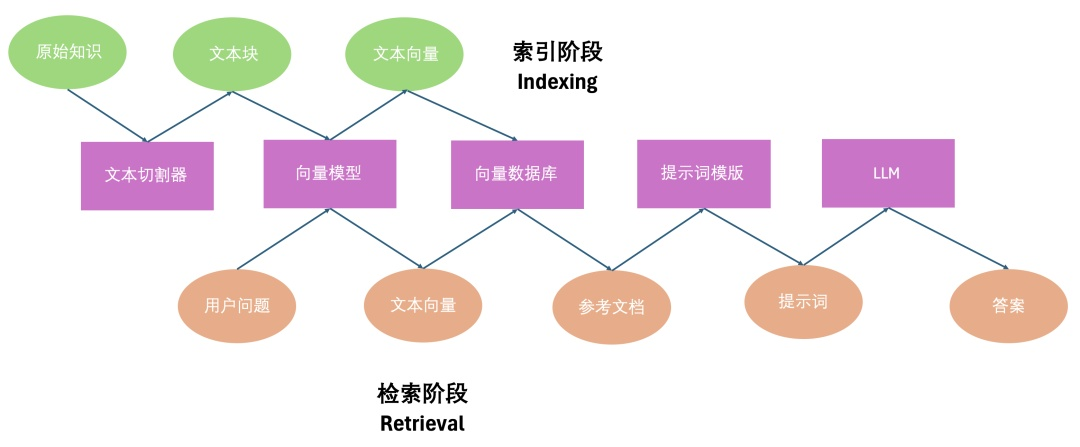 原始知识
文本块
文本向量
索引阶段
Indexing
文本切割器
向量模型
向量数据库
提示词模版
LLM
用户问题
文本向量
参考文档
提示词
答案
检索阶段
Retrieval